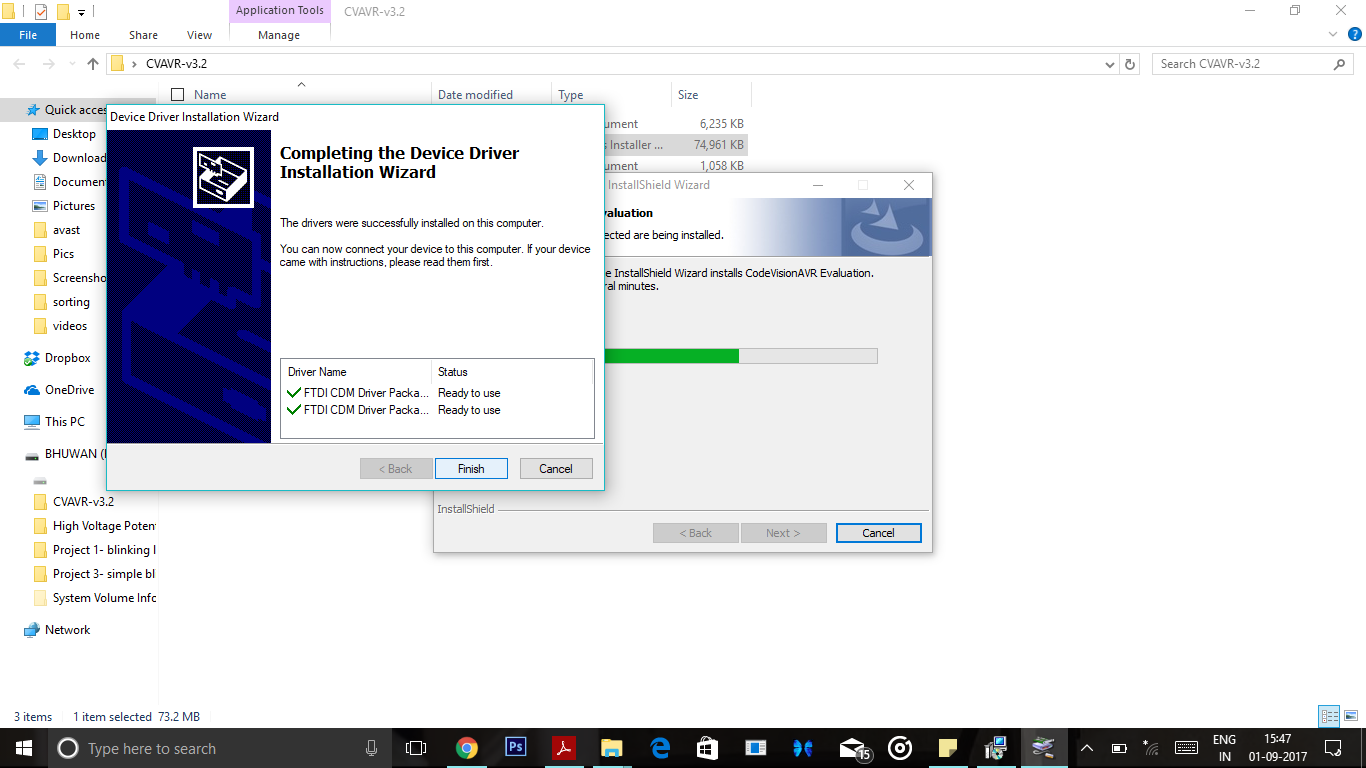 Application Tools
CVAVR-v3.2
File
Home
Share
View
Manage
CVAVR-v3.2
Search CVAVR-v3.2
Name
Date modified
Type
Size
Quick acces
Desktop
Download
Documen
Pictures
avast
Pics
Screensho
sorting
videos
Dropbox
OneDrive
This PC
BHUWAN (
CVAVR-v3.2
High Voltage Poten
Project 1- blinking l
Project 3- simple bl
System Volume Info
Network
ument
6,235 KB
s Installer ...
74,961 KB
ument
1,058 KB
Device Driver Installation Wizard
Completing the Device Driver
Installation Wizard
The drivers were successfully installed on this computer.
You can now connect your device to this computer. If your device
came with instructions, please read them first.
Driver Name
Status
FTDI CDM Driver Packa...
Ready to use
FTDI CDM Driver Packa...
Ready to use
< Back
Finish
Cancel
InstallShield Wizard
valuation
ected are being installed.
e InstallShield Wizard installs CodeVisionAVR Evaluation.
ral minutes.
InstallShield
< Back
Next >
Cancel
3 items
1 item selected 73.2 MB
Type here to search
Ps
15
ENG
IN
15:47
01-09-2017